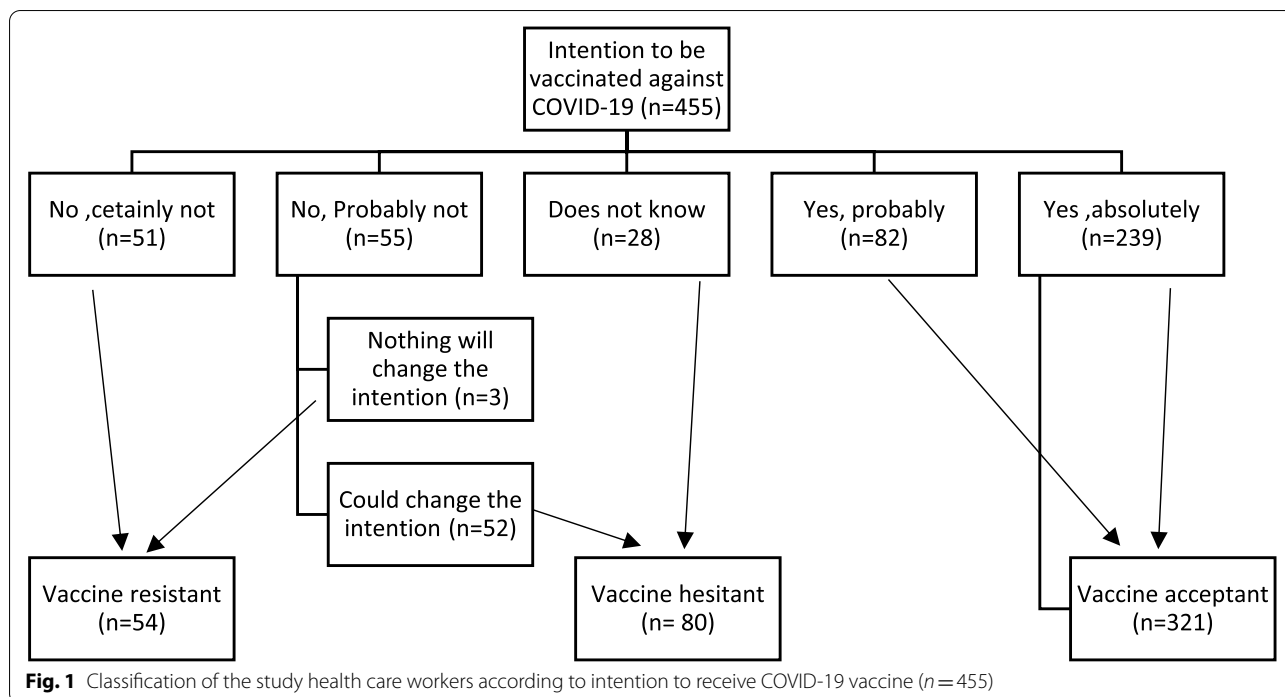 Intention to be
vaccinated against
COVID-19 (n=455)
No ,cetainly not
(n=51)
No, Probably not
(n=55)
Does not know
(n=28)
Yes, probably
(n=82)
Yes ,absolutely
(n=239)
Nothing will
change the
intention (n=3)
Could change the
intention (n=52)
Vaccine resistant
(n=54)
Vaccine hesitant
(n= 80)
Vaccine acceptant
(n=321)
Fig. 1 Classification of the study health care workers according to intention to receive COVID-19 vaccine (n=455)